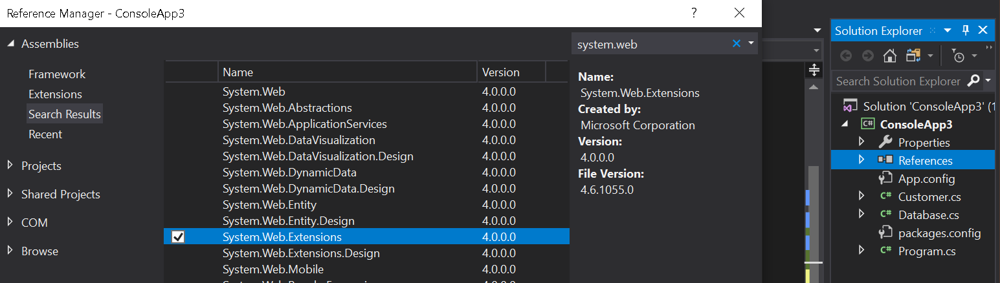 Reference Manager - ConsoleApp3
?
Assemblies
Framework
Extensions
Search Results
Recent
Projects
Shared Projects
COM
Browse
Name Version
System.Web 4.0.0.0
System.Web.Abstractions 4.0.0.0
System.Web.ApplicationServices 4.0.0.0
System.Web.DataVisualization 4.0.0.0
System.Web.DataVisualization.Design 4.0.0.0
System.Web.DynamicData 4.0.0.0
System.Web.DynamicData.Design 4.0.0.0
System.Web.Entity 4.0.0.0
System.Web.Entity.Design 4.0.0.0
System.Web.Extensions 4.0.0.0
System.Web.Extensions.Design 4.0.0.0
System.Web.Mobile 4.0.0.0
system.web
Name:
System.Web.Extensions
Created by:
Microsoft Corporation
Version:
4.0.0.0
File Version:
4.6.1055.0
Solution Explorer
Search Solution Explorer
Solution 'ConsoleApp3' (1
C# ConsoleApp3
Properties
References
App.config
C# Customer.cs
C# Database.cs
packages.config
C# Program.cs